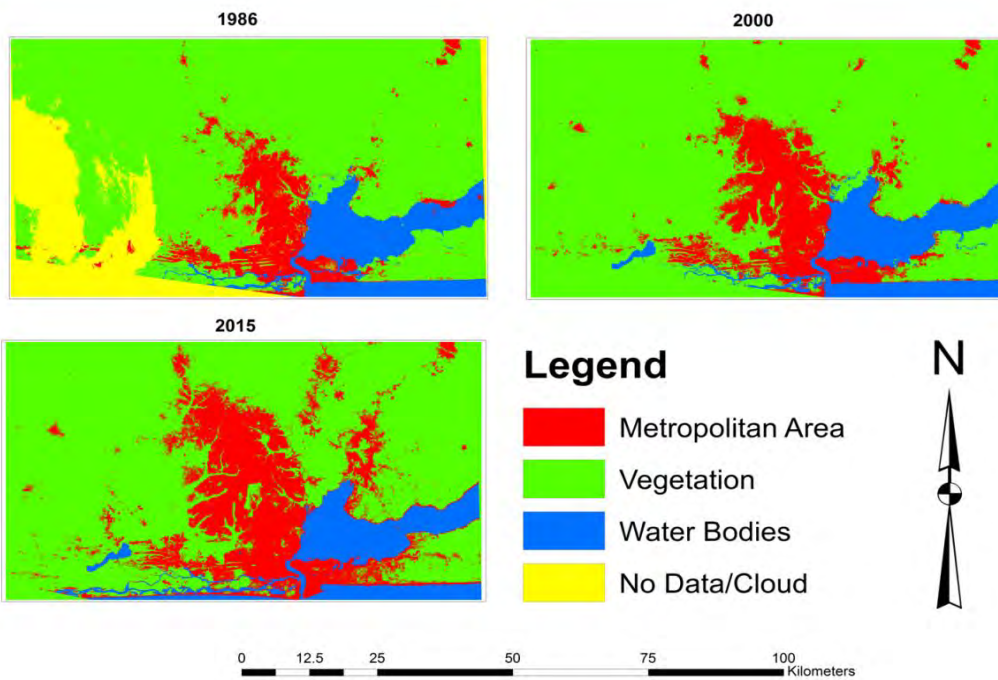 1986
2000
2015
Legend
N
Metropolitan Area
Vegetation
Water Bodies
No Data/Cloud
0 12.5 25 50 75 100
Kilometers